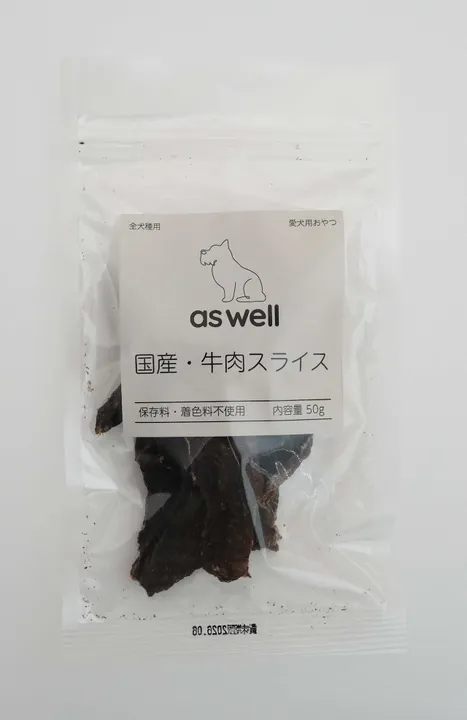 全犬種用
愛犬用おやつ
as well
国産・牛肉スライス
保存料・着色料不使用
内容量 50g
2026.06